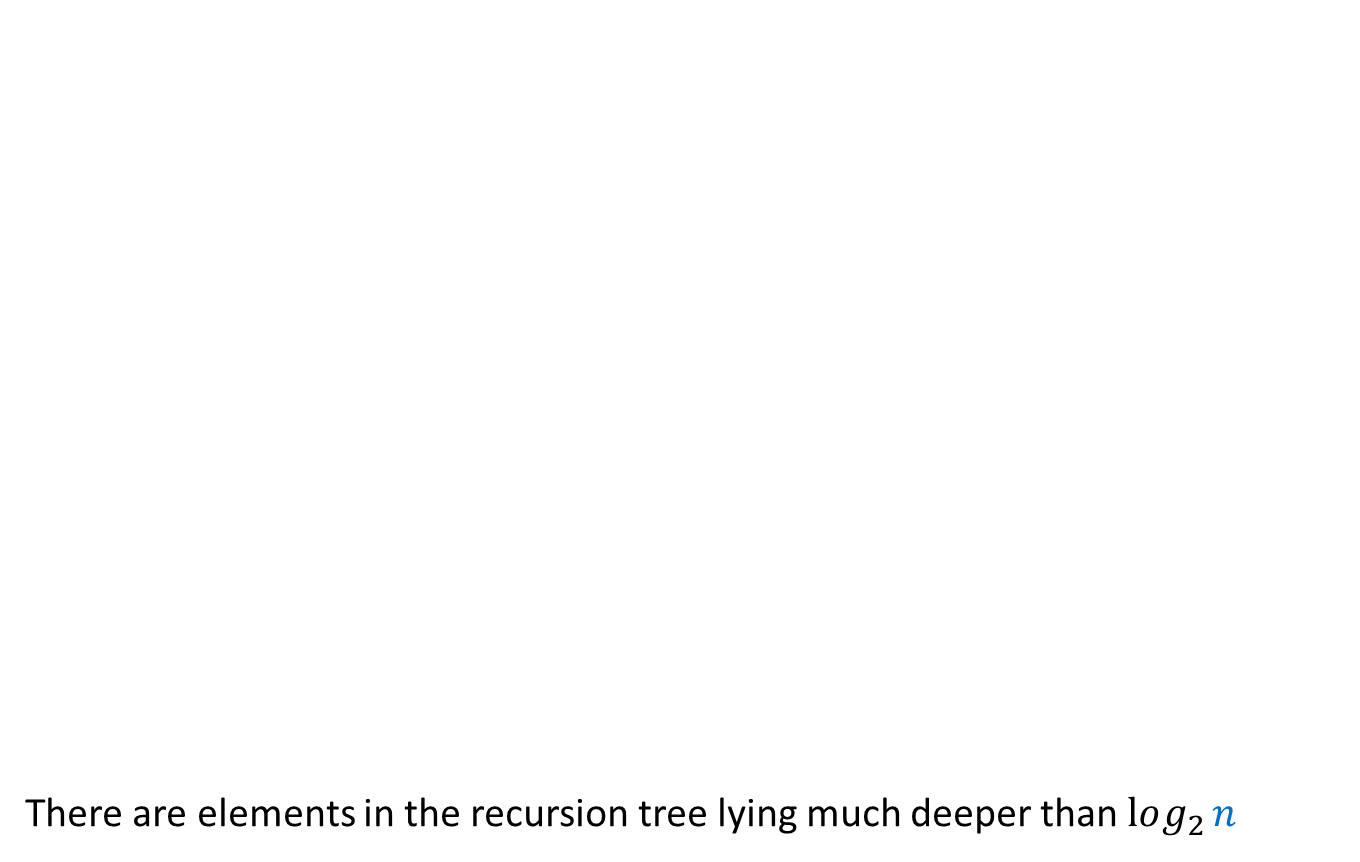 There are elements in the recursion tree lying much deeper than log₂ n